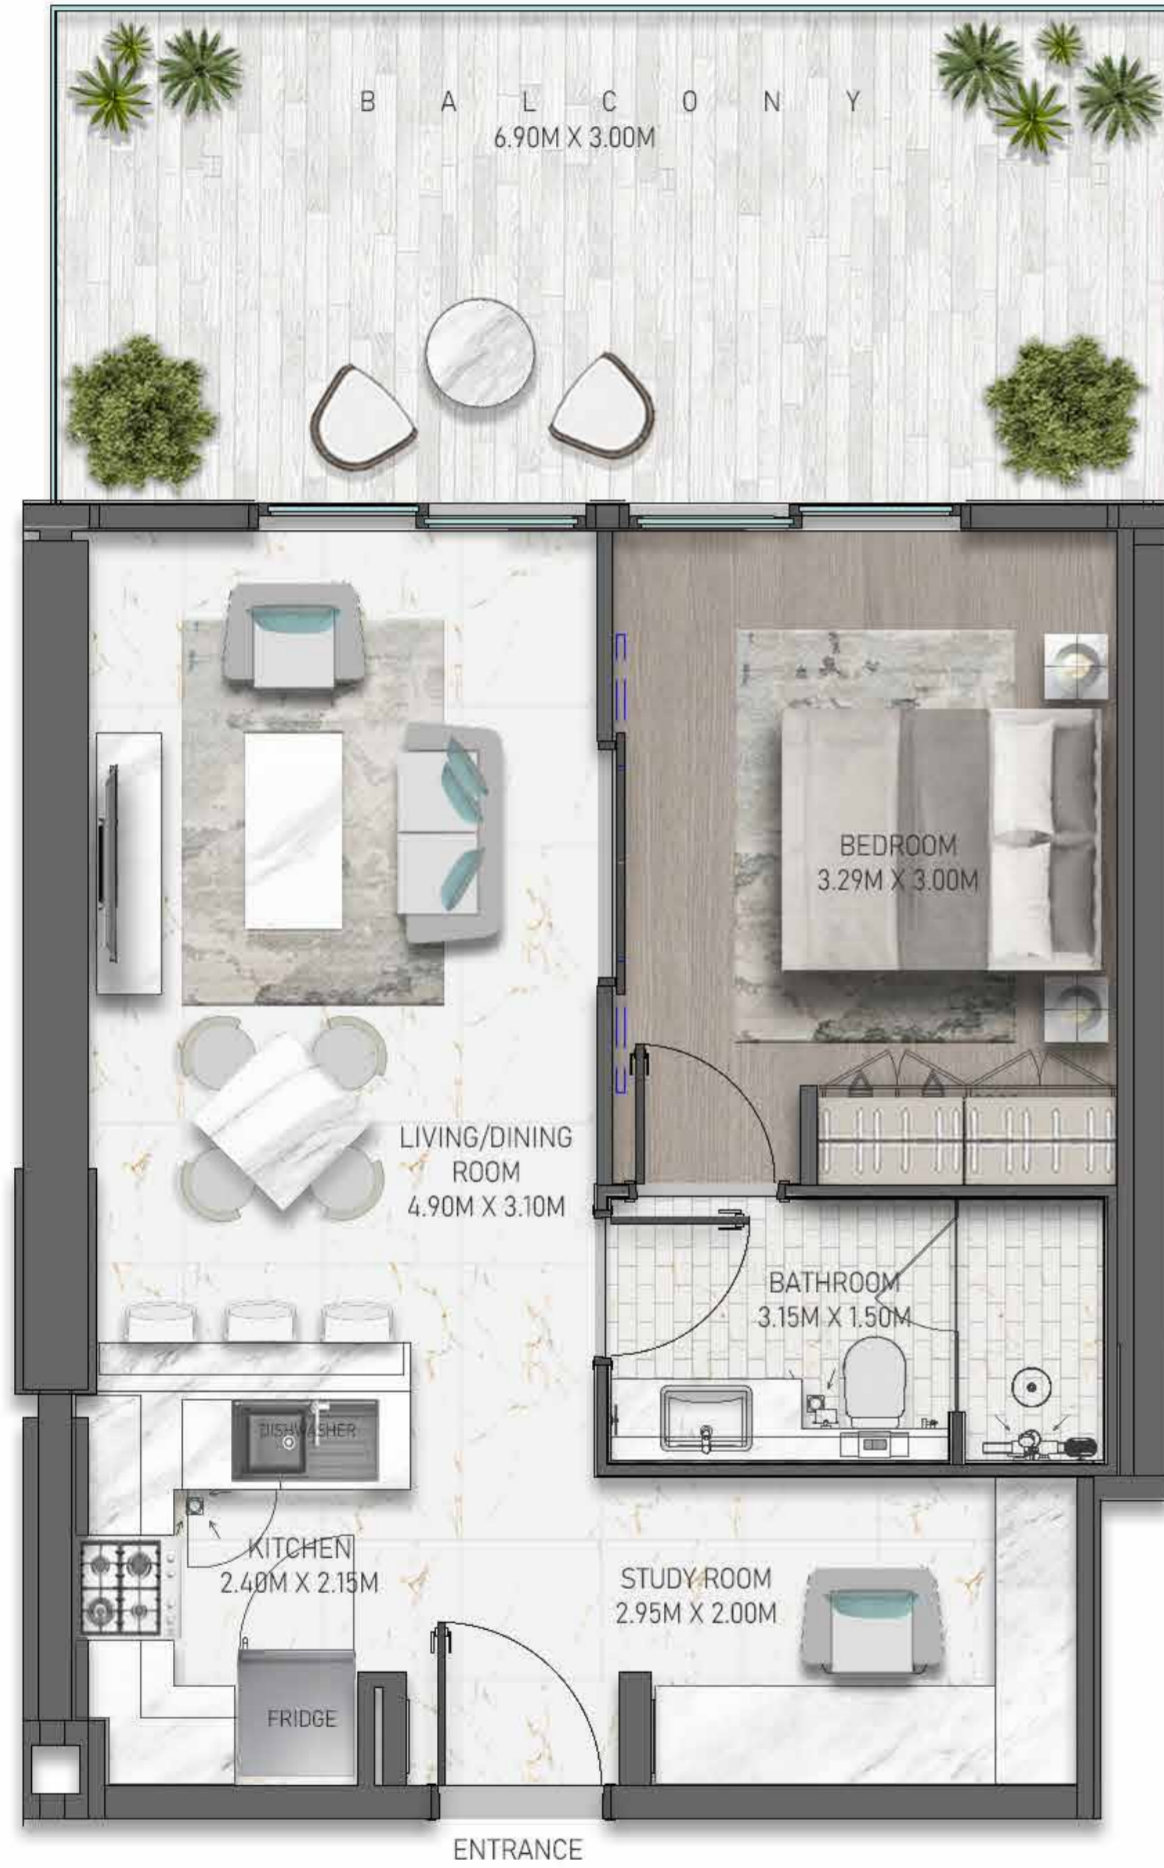 BALCONY
6.90M X 3.00M
BEDROOM
3.29M X 3.00M
LIVING/DINING
ROOM
4.90M X 3.10M
BATHROOM
3.15M X 1.50M
DISHWASHER
KITCHEN
2.40M X 2.15M
STUDY ROOM
2.95M X 2.00M
FRIDGE
ENTRANCE